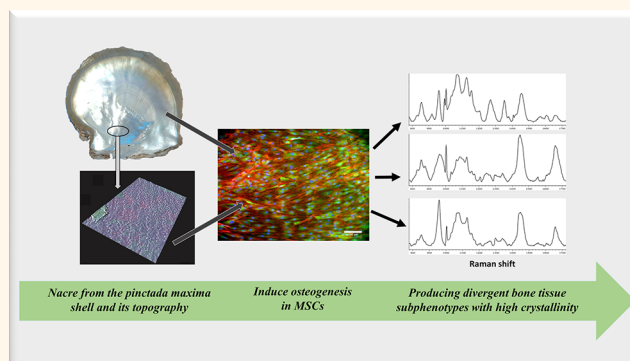 Raman shift
Nacre from the pinctada maxima
shell and its topography
Induce osteogenesis
in MSCs
Producing divergent bone tissue
subphenotypes with high crystallinity